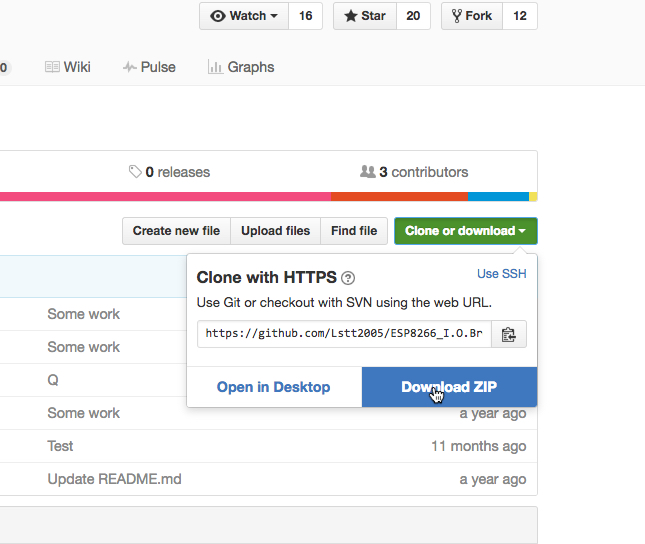 Watch 16 Star 20 Fork 12
0 Wiki Pulse Graphs
0 releases 3 contributors
Create new file Upload files Find file Clone or download
Clone with HTTPS ? Use SSH
Use Git or checkout with SVN using the web URL.
https://github.com/Lstt2005/ESP8266_I.O.Br
Open in Desktop Download ZIP
Some work
Some work
Q
Some work a year ago
Test 11 months ago
Update README.md a year ago